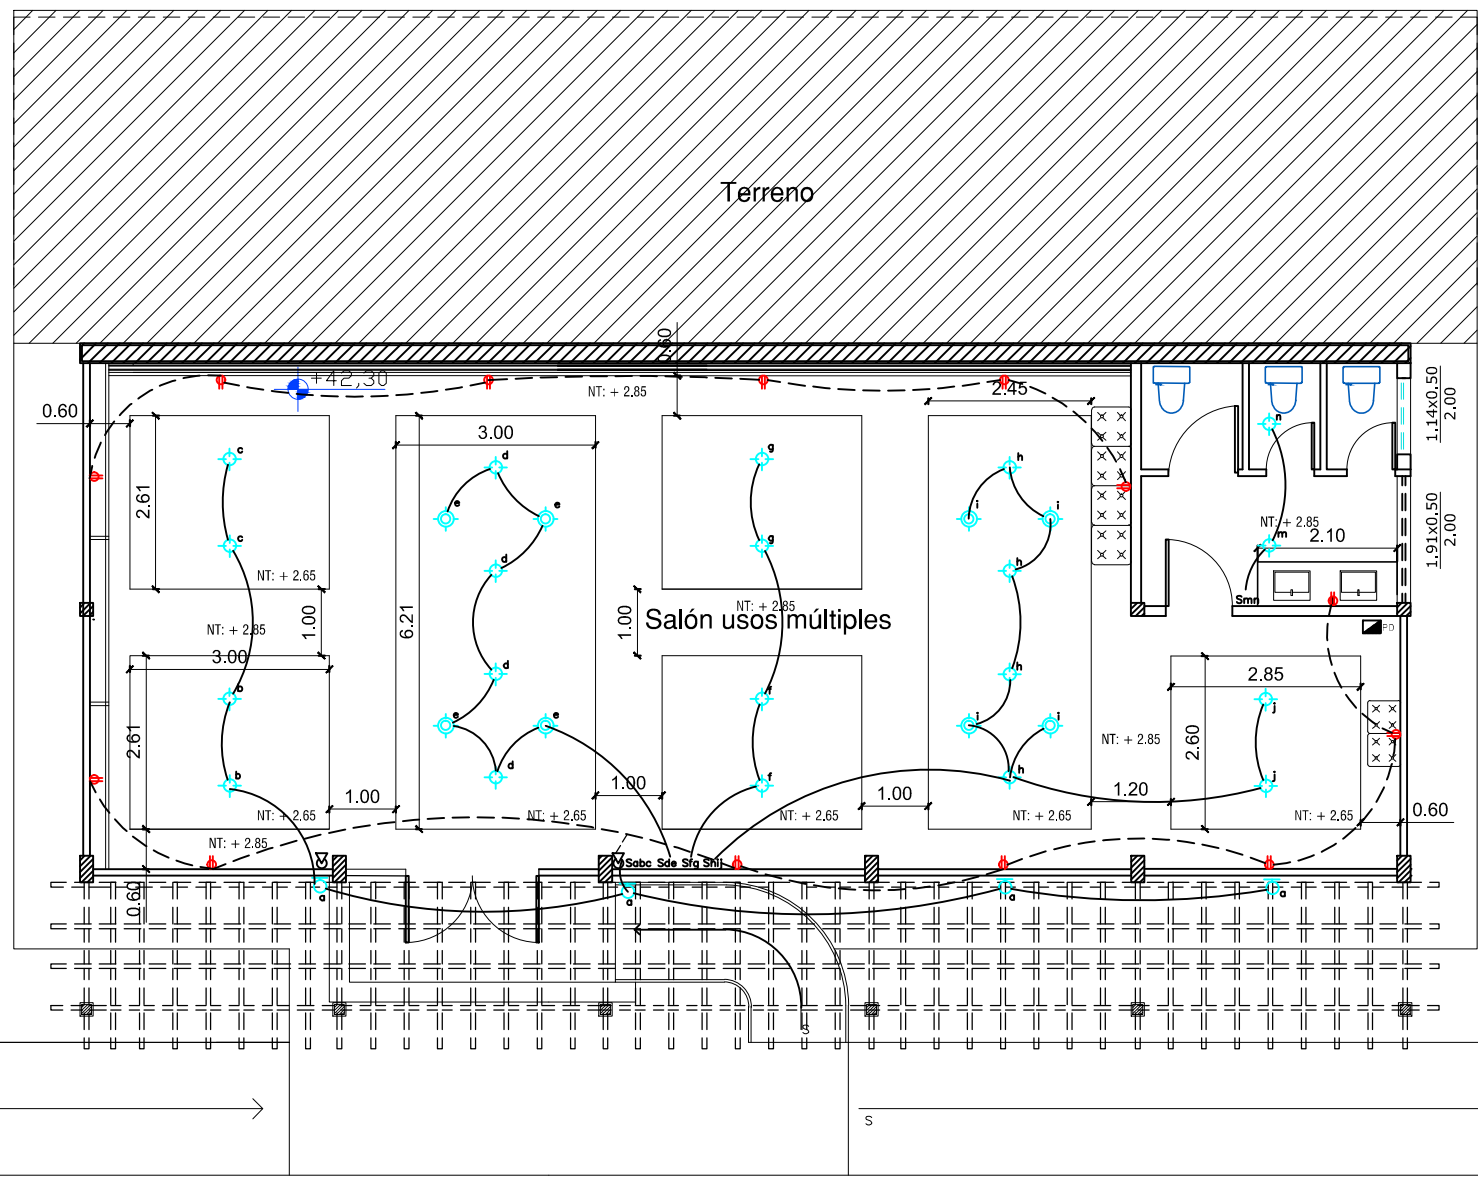 Terreno
0.60
+42,30
NT: + 2.85
0.60
2.45
1.14x0.50
2.00
3.00
c
d
g
h
n
2.61
e
e
i
i
1.91x0.50
2.00
c
d
g
h
NT: + 2.85
m
2.10
NT: + 2.65
Smn
NT: + 2.85
NT: + 2.85
1.00
6.21
1.00
Salón usos múltiples
PD
3.00
b
d
f
h
2.85
j
2.61
e
e
i
i
NT: + 2.85
2.60
b
d
f
h
j
1.00
1.00
1.00
1.20
0.60
NT: + 2.65
NT: + 2.65
NT: + 2.65
NT: + 2.65
NT: + 2.65
NT: + 2.85
Sabc Sde Sfg Shij
0.60
a
a
a
a
S
S